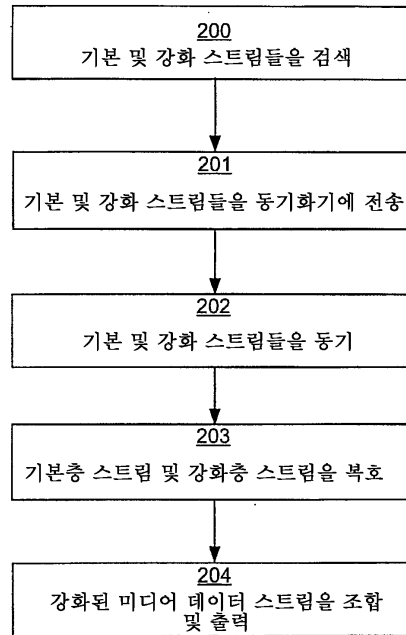 200
기본 및 강화 스트림들을 검색
201
기본 및 강화 스트림들을 동기화기에 전송
202
기본 및 강화 스트림들을 동기
203
기본층 스트림 및 강화층 스트림을 복호
204
강화된 미디어 데이터 스트림을 조합
및 출력